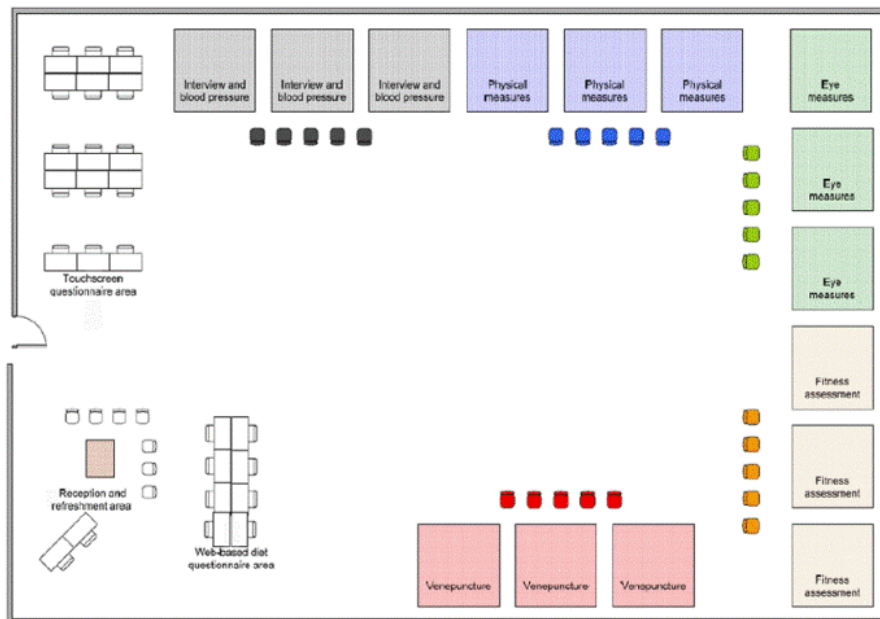 Interview and
blood pressure
Interview and
blood pressure
Interview and
blood pressure
Physical
measures
Physical
measures
Physical
measures
Eye
measures
Eye
measures
Eye
measures
Touchscreen
questionnaire area
Fitness
assessment
Fitness
assessment
Fitness
assessment
Reception and
refreshment area
Web-based diet
questionnaire area
Venepuncture
Venepuncture
Venepuncture